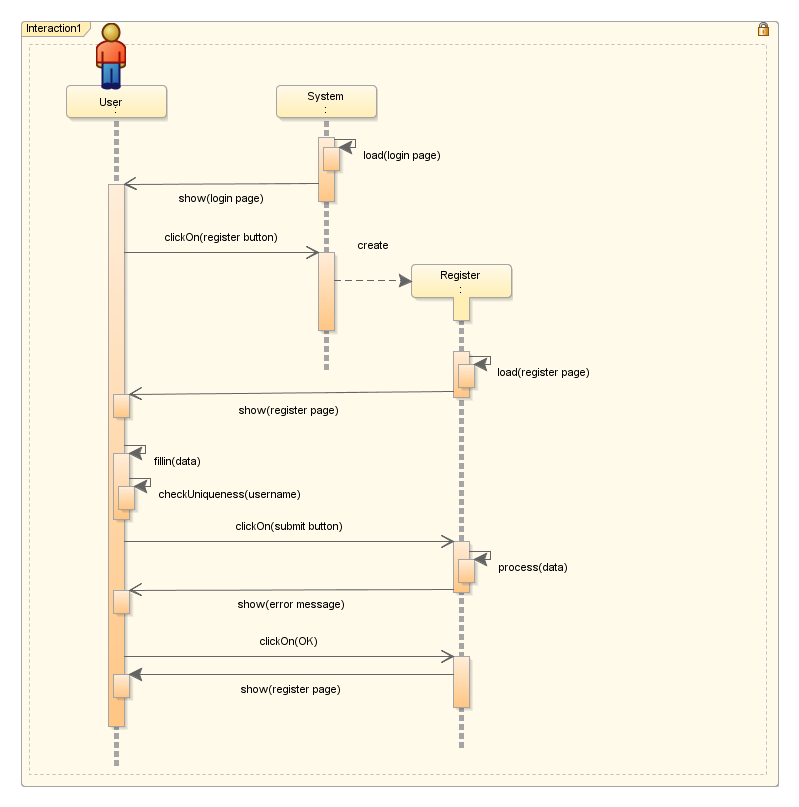 Interaction1
User
:
System
:
load(login page)
show(login page)
clickOn(register button)
create
Register
:
load(register page)
show(register page)
fillin(data)
checkUniqueness(username)
clickOn(submit button)
process(data)
show(error message)
clickOn(OK)
show(register page)